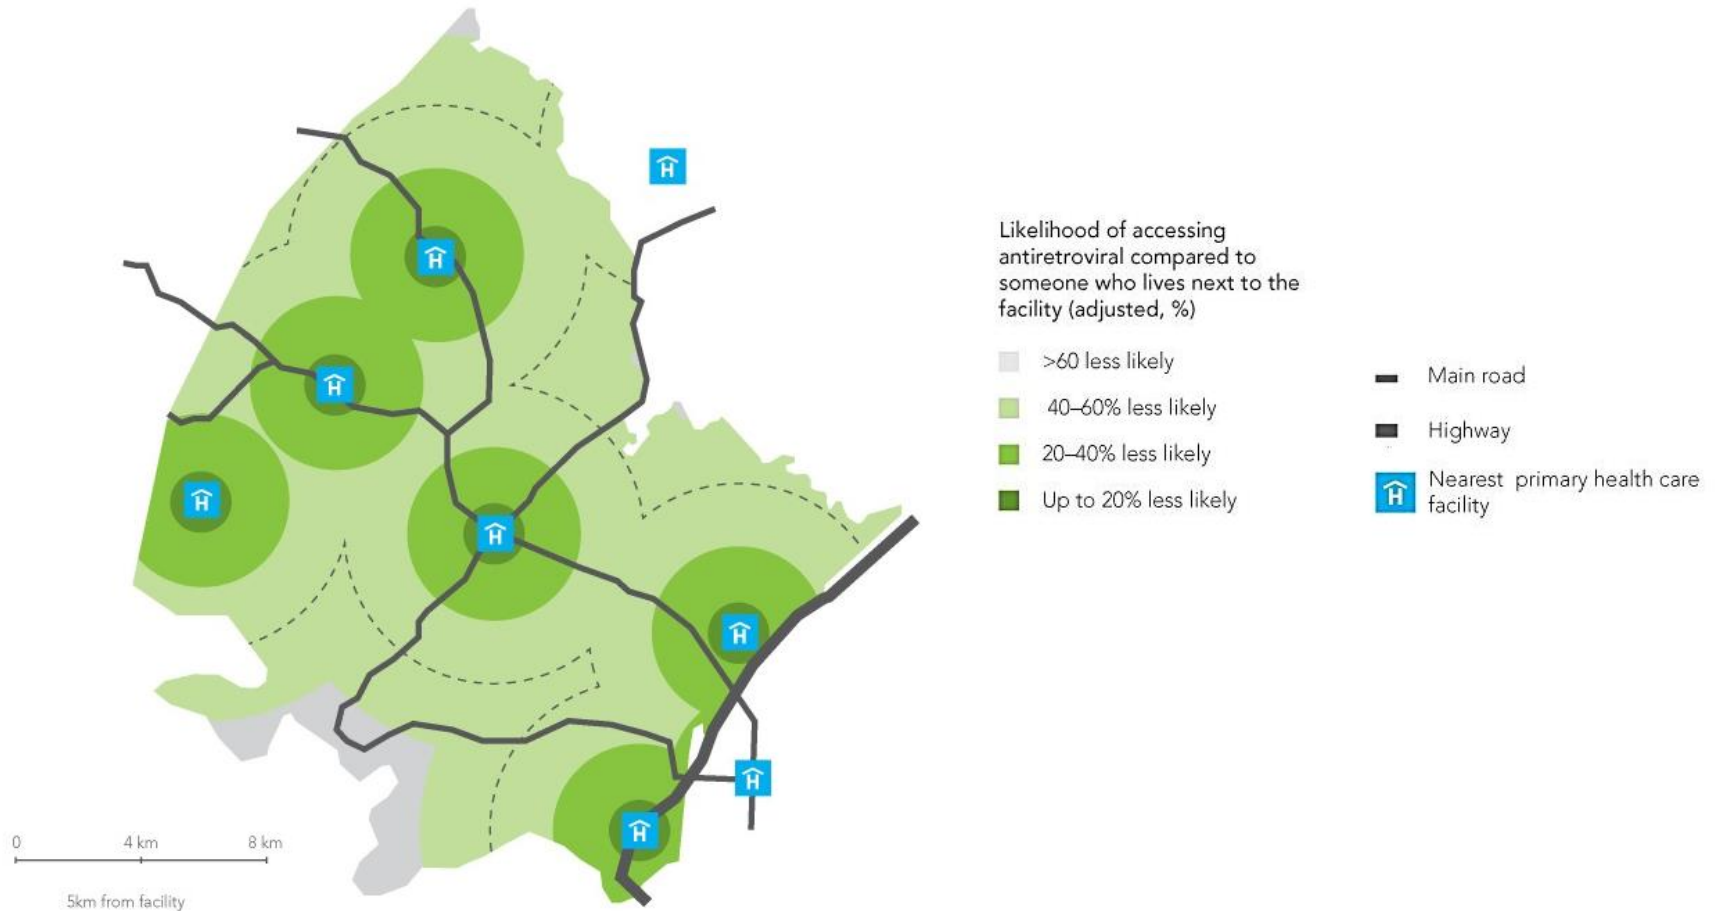 Likelihood of accessing
antiretroviral compared to
someone who lives next to the
facility (adjusted, %)
>60 less likely
40–60% less likely
20–40% less likely
Up to 20% less likely
Main road
Highway
Nearest primary health care
facility
H
H
H
H
H
H
H
H
H
0 4 km 8 km
5km from facility